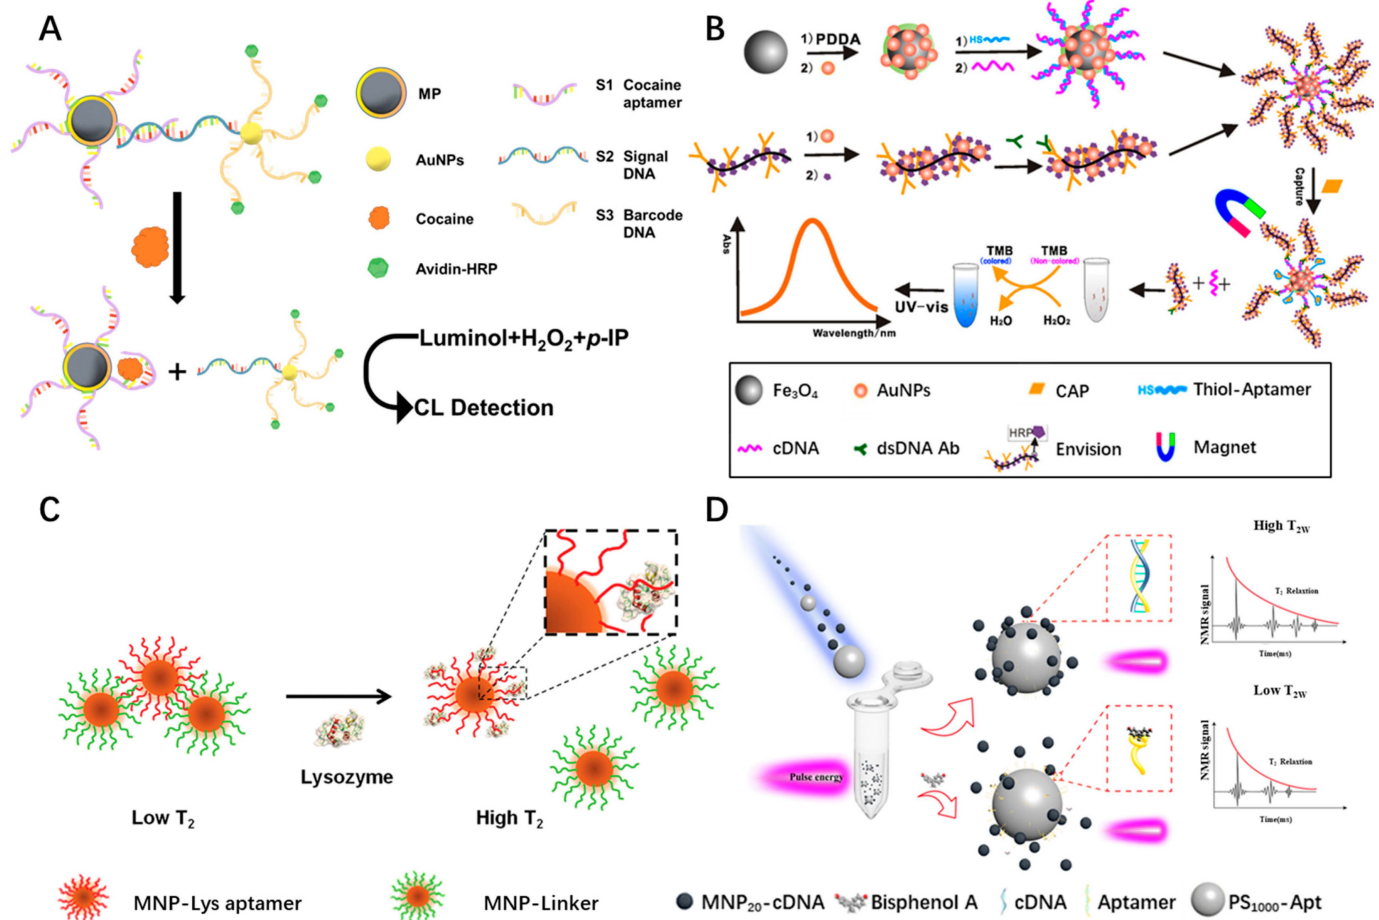 A
MP
AuNPs
Cocaine
Avidin-HRP
S1 Cocaine
aptamer
S2 Signal
DNA
S3 Barcode
DNA
+
Luminol+H₂O₂+p-IP
CL Detection
B
1) PDDA
2)
1) HS
2)
1)
2)
Capture
Abs
Wavelength/nm
UV-vis
TMB
(colored)
TMB
(Non-colored)
H₂O
H₂O₂
+ +
Fe₃O₄
AuNPs
CAP
HS Thiol-Aptamer
cDNA
dsDNA Ab
HRP
Envision
Magnet
C
Lysozyme
Low T₂
High T₂
MNP-Lys aptamer
MNP-Linker
D
Pulse energy
High T₂W
NMR signal
T₂ Relaxtion
Time(ms)
Low T₂W
NMR signal
T₂ Relaxtion
Time(ms)
MNP₂₀-cDNA
Bisphenol A
cDNA
Aptamer
PS₁₀₀₀-Apt